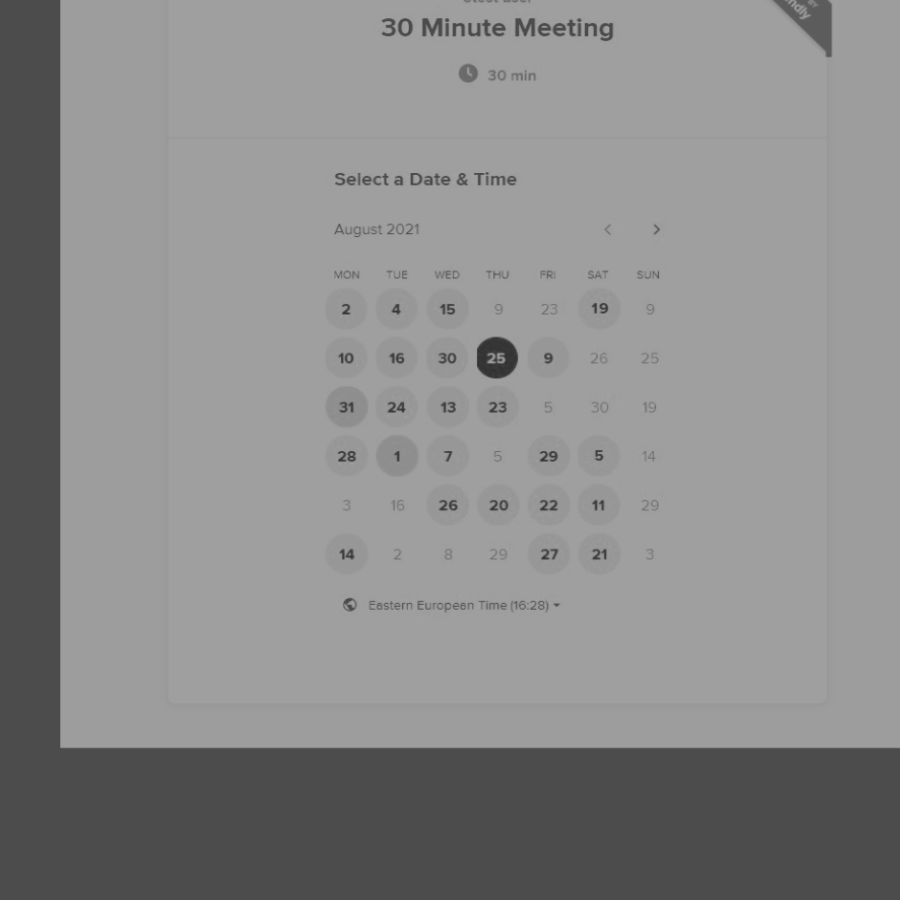 30 Minute Meeting
30 min
Select a Date & Time
August 2021
MON TUE WED THU FRI SAT SUN
2 4 15 9 23 19 9
10 16 30 25 9 26 25
31 24 13 23 5 30 19
28 1 7 5 29 5 14
3 16 26 20 22 11 29
14 2 8 29 27 21 3
Eastern European Time (16:28)